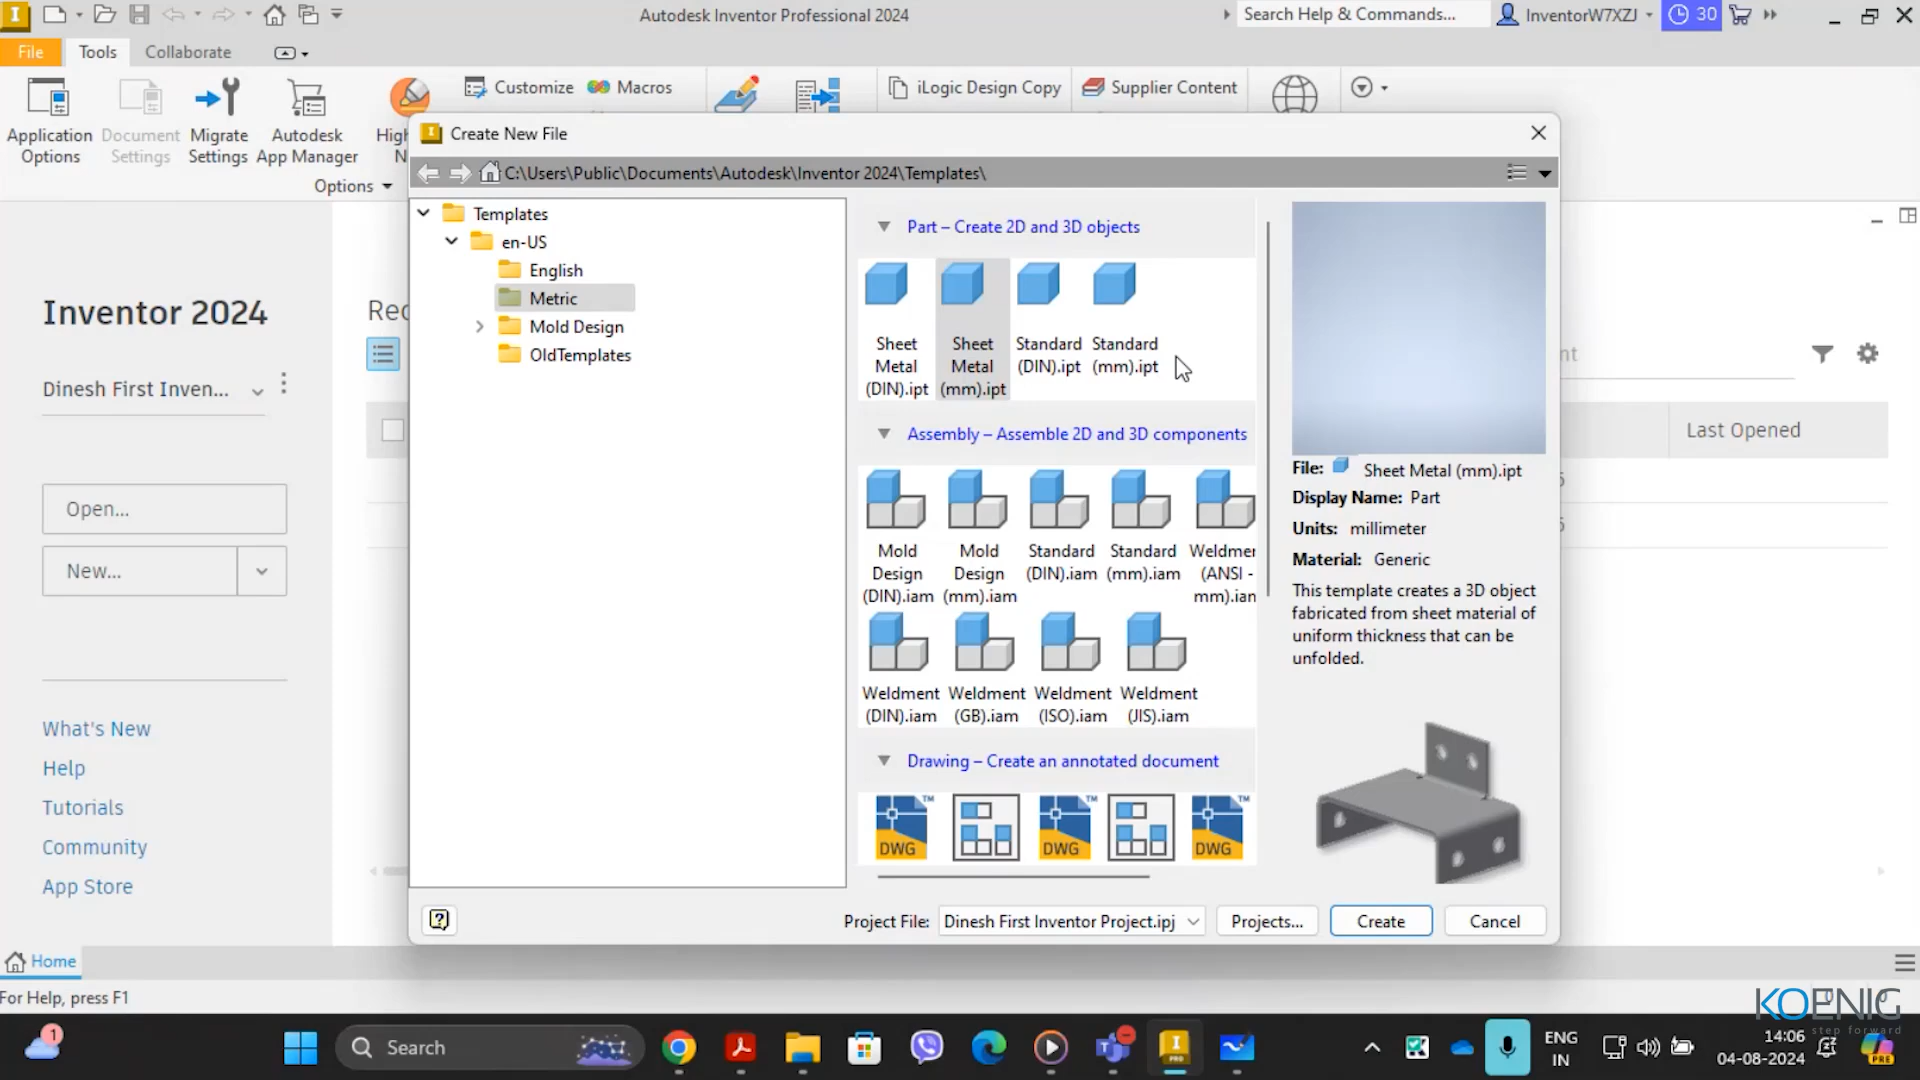 Autodesk Inventor Professional 2024
Search Help & Commands...
InventorW7XZJ
30
File
Tools
Collaborate
Application Options
Document Settings
Migrate Settings
Autodesk App Manager
Customize
Macros
iLogic Design Copy
Supplier Content
Options
Create New File
C:\Users\Public\Documents\Autodesk\Inventor 2024\Templates\
Templates
en-US
English
Metric
Mold Design
OldTemplates
Part – Create 2D and 3D objects
Sheet Metal (DIN).ipt
Sheet Metal (mm).ipt
Standard (DIN).ipt
Standard (mm).ipt
Assembly – Assemble 2D and 3D components
Mold Design (DIN).iam
Mold Design (mm).iam
Standard (DIN).iam
Standard (mm).iam
Weldmen (ANSI - mm).iam
Weldment (DIN).iam
Weldment (GB).iam
Weldment (ISO).iam
Weldment (JIS).iam
Drawing – Create an annotated document
DWG
DWG
DWG
File: Sheet Metal (mm).ipt
Display Name: Part
Units: millimeter
Material: Generic
This template creates a 3D object
fabricated from sheet material of
uniform thickness that can be
unfolded.
Project File: Dinesh First Inventor Project.ipj
Projects...
Create
Cancel
Inventor 2024
Dinesh First Inven...
Open...
New...
What's New
Help
Tutorials
Community
App Store
Last Opened
Home
For Help, press F1
KOENIG
step forward
1
Search
PRO
ENG
IN
14:06
04-08-2024
PRE